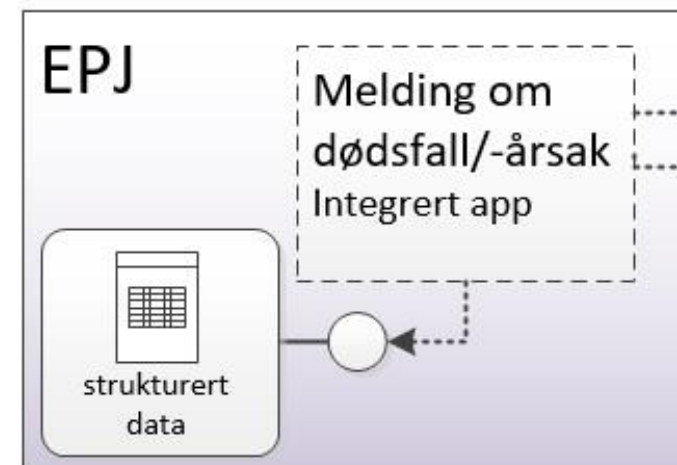 EPJ
Melding om
dødsfall/-årsak
Integrert app
strukturert
data